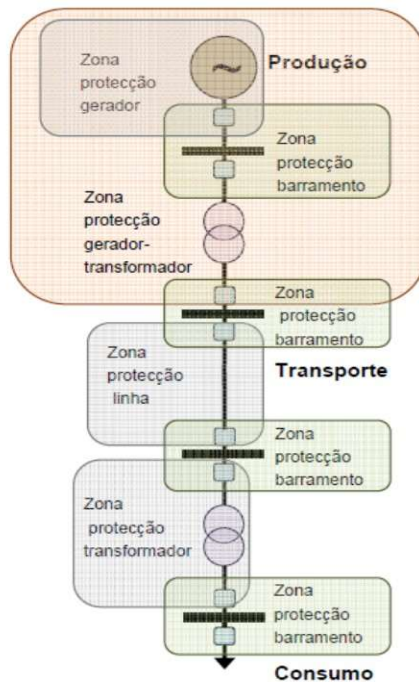 Zona
protecção
gerador
~
Produção
Zona
protecção
barramento
Zona
protecção
gerador-
transformador
Zona
protecção
barramento
Zona
protecção
linha
Transporte
Zona
protecção
barramento
Zona
protecção
transformador
Zona
protecção
barramento
Consumo